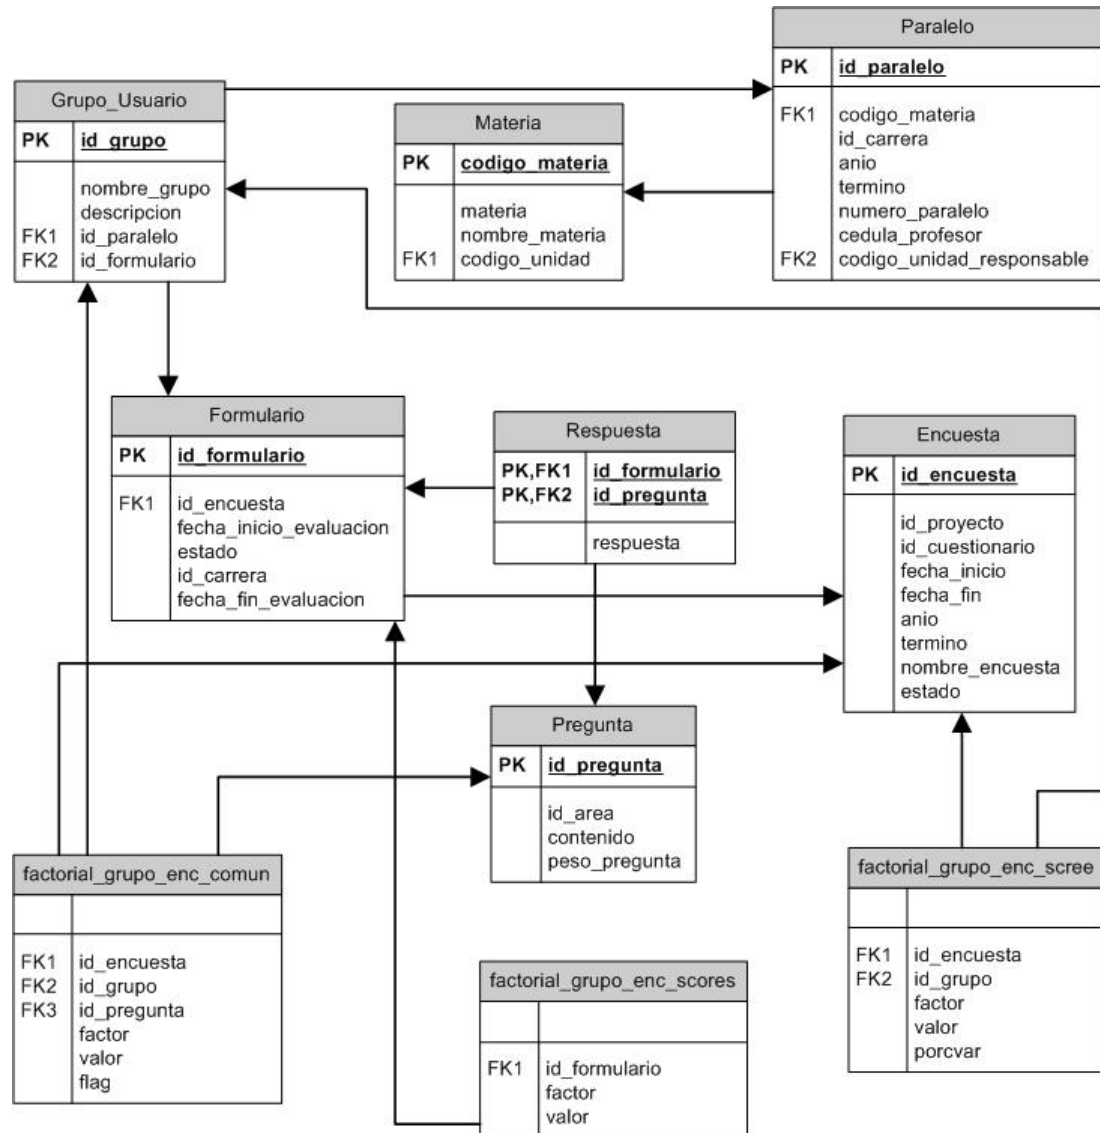 Paralelo
PK id_paralelo
FK1 codigo_materia
id_carrera
anio
termino
numero_paralelo
cedula_profesor
FK2 codigo_unidad_responsable
Grupo_Usuario
PK id_grupo
nombre_grupo
descripcion
FK1 id_paralelo
FK2 id_formulario
Materia
PK codigo_materia
materia
nombre_materia
FK1 codigo_unidad
Formulario
PK id_formulario
FK1 id_encuesta
fecha_inicio_evaluacion
estado
id_carrera
fecha_fin_evaluacion
Respuesta
PK,FK1 id_formulario
PK,FK2 id_pregunta
respuesta
Encuesta
PK id_encuesta
id_proyecto
id_cuestionario
fecha_inicio
fecha_fin
anio
termino
nombre_encuesta
estado
Pregunta
PK id_pregunta
id_area
contenido
peso_pregunta
factorial_grupo_enc_comun
FK1 id_encuesta
FK2 id_grupo
FK3 id_pregunta
factor
valor
flag
factorial_grupo_enc_scores
FK1 id_formulario
factor
valor
factorial_grupo_enc_scree
FK1 id_encuesta
FK2 id_grupo
factor
valor
porcvar